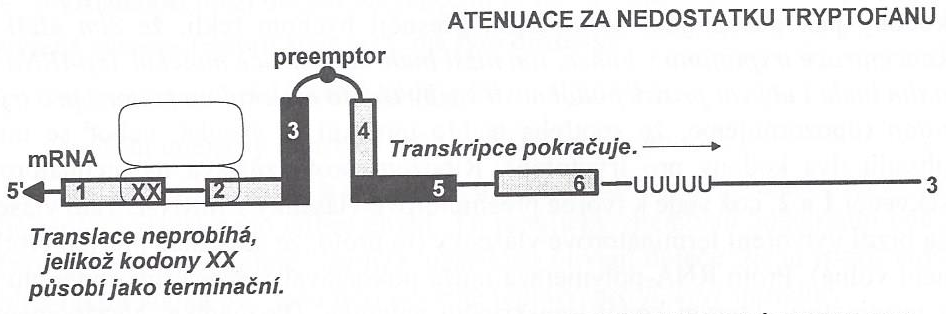 ATENUACE ZA NEDOSTATKU TRYPTOFANU
preemptor
3
4
Transkripce pokračuje.
mRNA
5' 1 XX 2 5 6 UUUUU 3
Translace neprobíhá,
jelikož kodony XX
působí jako terminační.